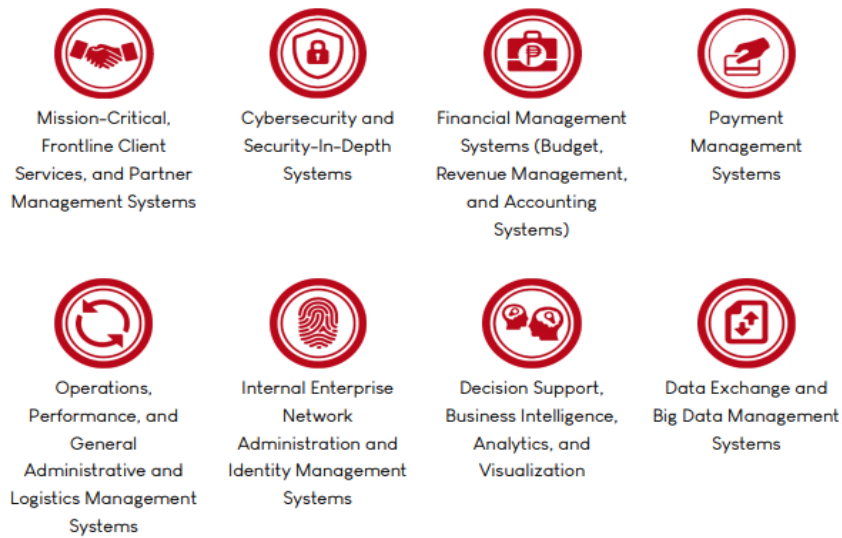 Mission-Critical,
Frontline Client
Services, and Partner
Management Systems
Cybersecurity and
Security-In-Depth
Systems
Financial Management
Systems (Budget,
Revenue Management,
and Accounting
Systems)
Payment
Management
Systems
Operations,
Performance, and
General
Administrative and
Logistics Management
Systems
Internal Enterprise
Network
Administration and
Identity Management
Systems
Decision Support,
Business Intelligence,
Analytics, and
Visualization
Data Exchange and
Big Data Management
Systems